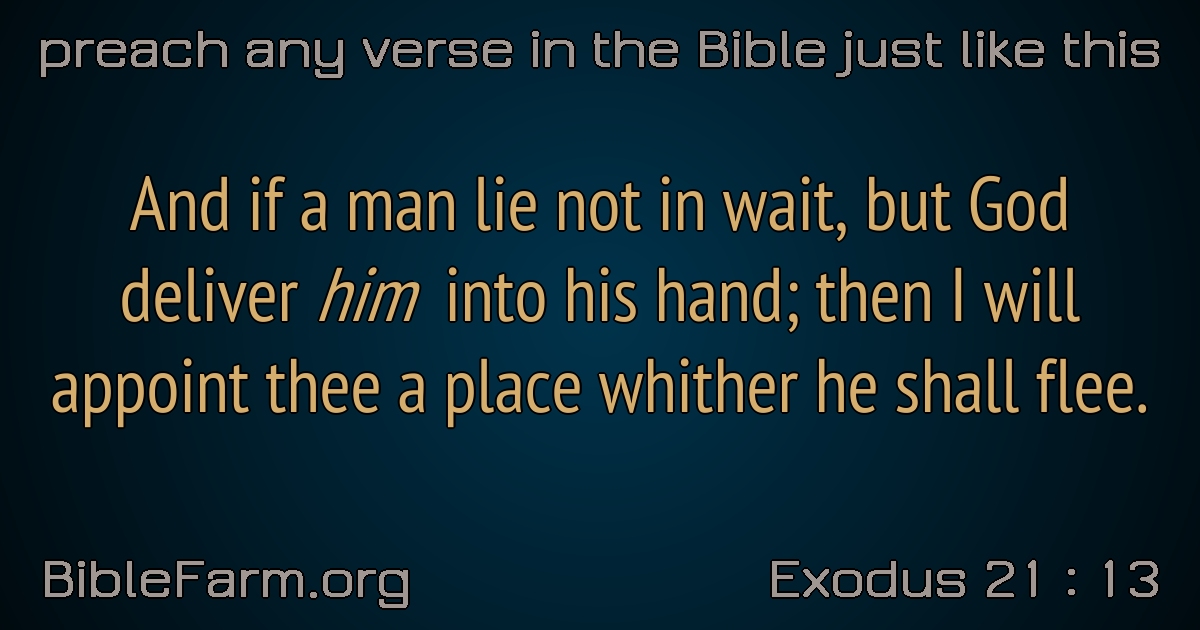 preach any verse in the Bible just like this
And if a man lie not in wait, but God
deliver him into his hand; then I will
appoint thee a place whither he shall flee.
BibleFarm.org
Exodus 21 : 13